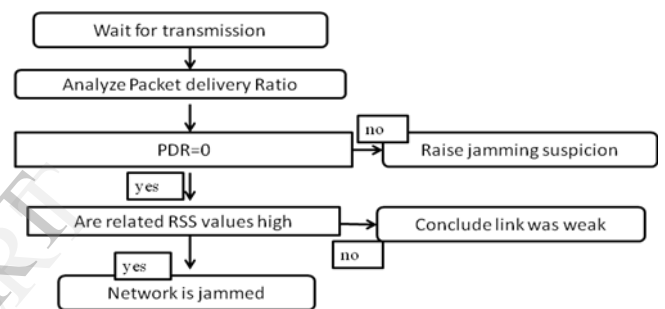 Wait for transmission
Analyze Packet delivery Ratio
no
PDR=0
Raise jamming suspicion
yes
Are related RSS values high
Conclude link was weak
no
yes
Network is jammed